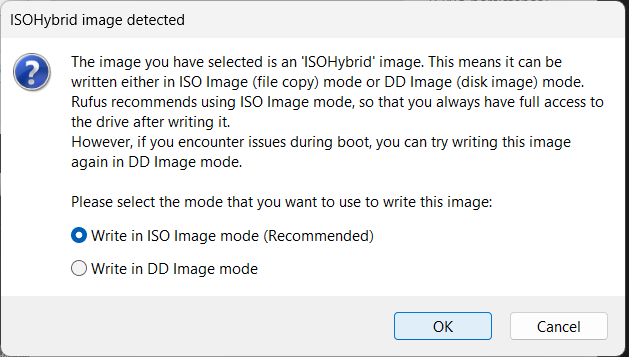 ISOHybrid image detected
The image you have selected is an 'ISOHybrid' image. This means it can be
written either in ISO Image (file copy) mode or DD Image (disk image) mode.
Rufus recommends using ISO Image mode, so that you always have full access to
the drive after writing it.
However, if you encounter issues during boot, you can try writing this image
again in DD Image mode.
Please select the mode that you want to use to write this image:
Write in ISO Image mode (Recommended)
Write in DD Image mode
OK
Cancel